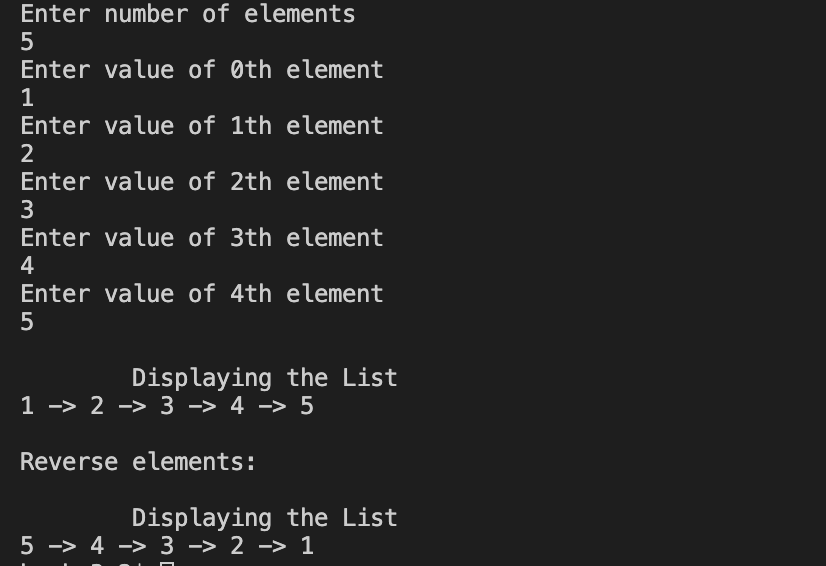 Enter number of elements
5
Enter value of 0th element
1
Enter value of 1th element
2
Enter value of 2th element
3
Enter value of 3th element
4
Enter value of 4th element
5
Displaying the List
1 -> 2 -> 3 -> 4 -> 5
Reverse elements:
Displaying the List
5 -> 4 -> 3 -> 2 -> 1